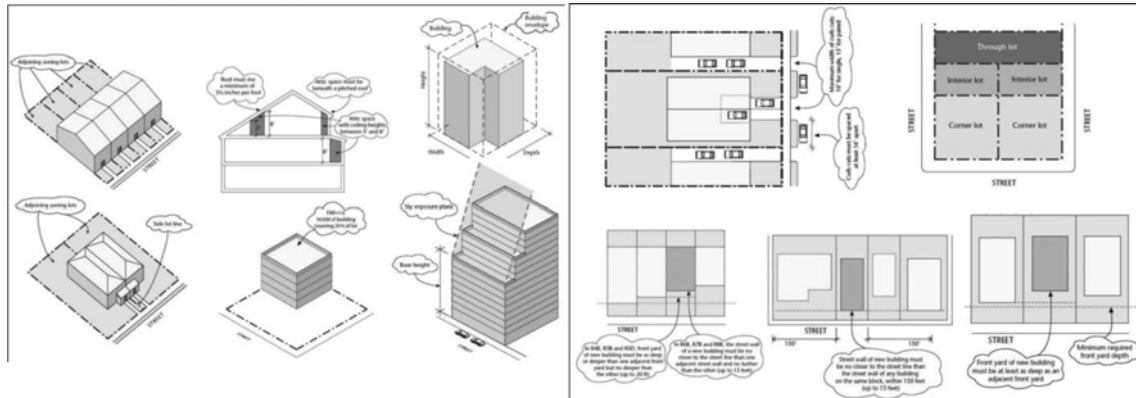 Adjoining zoning lots
STREET
Roof must rise
a minimum of
3½ inches per foot
Attic space must be
beneath a pitched roof
Attic space
with ceiling heights
between 5' and 8'
8'
8'
Building
Building
envelope
Height
Width
Depth
Adjoining zoning lots
Side lot line
STREET
10,000 sf building
covering 25% of lot
STREET
Sky exposure plane
Base height
STREET
Maximum width of curb cuts:
for single, 15' for paired
Curb cuts must be spaced
at least 16' apart
Through lot
Interior lot
Interior lot
Corner lot
Corner lot
STREET
STREET
STREET
STREET
In R4B, R5B and R5D, front yard
of new building must be as deep
or deeper than one adjacent front
yard but no deeper than
the other (up to 20 ft)
In R6B, R7B and R8B, the street wall
of a new building must be no
closer to the street line than one
adjacent street wall and no further
than the other (up to 15 feet)
150'
STREET
150'
Street wall of new building must
be no closer to the street line than
the street wall of any building
on the same block, within 150 feet
(up to 15 feet)
STREET
Front yard of new building
must be at least as deep as an
adjacent front yard
Minimum required
front yard depth